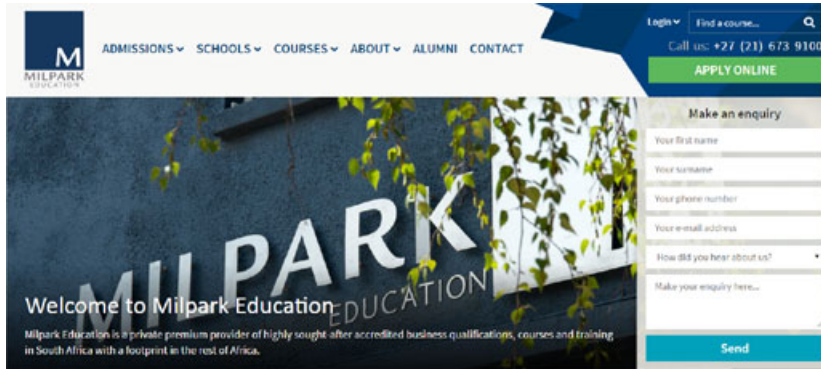 M
MILPARK
EDUCATION
ADMISSIONS SCHOOLS COURSES ABOUT ALUMNI CONTACT
Login Find a course...
Call us: +27 (21) 673 9100
APPLY ONLINE
MILPARK
EDUCATION
Welcome to Milpark Education
Milpark Education is a private premium provider of highly sought-after accredited business qualifications, courses and training
in South Africa with a footprint in the rest of Africa.
Make an enquiry
Your first name
Your surname
Your phone number
Your e-mail address
How did you hear about us?
Make your enquiry here...
Send